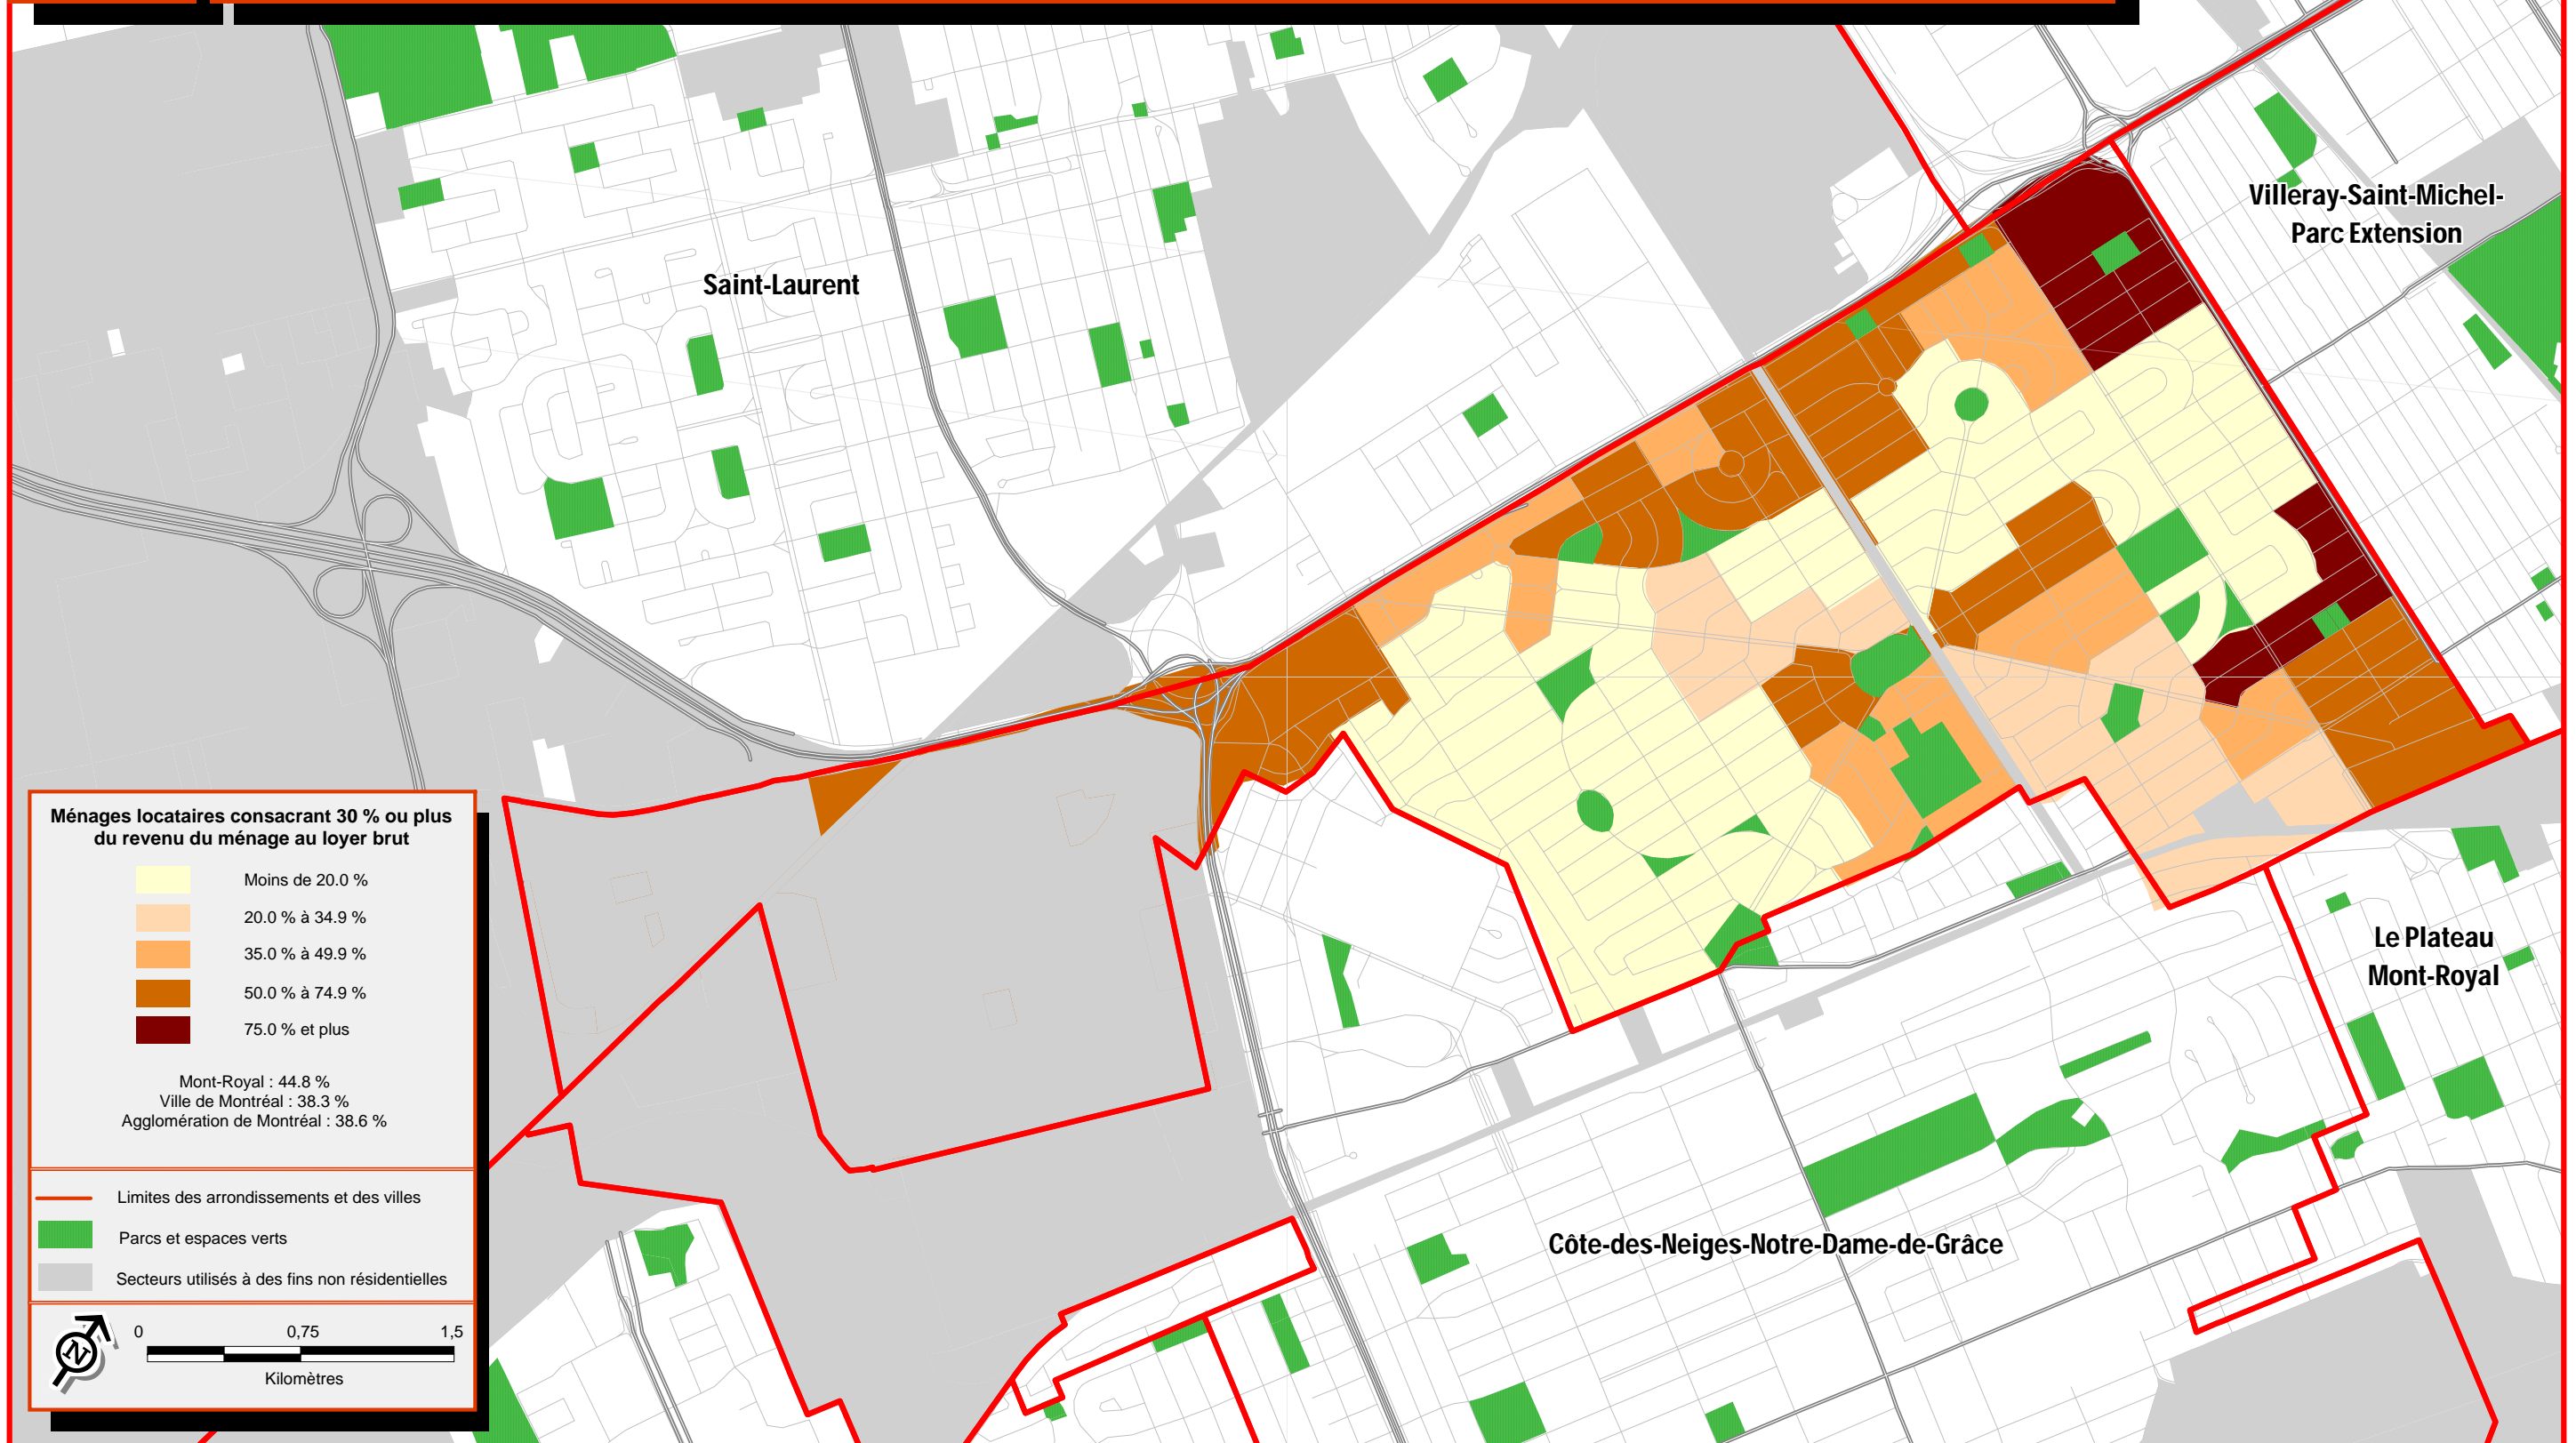 Villeray-Saint-Michel-
Parc Extension
Saint-Laurent
Le Plateau
Mont-Royal
Côte-des-Neiges-Notre-Dame-de-Grâce
Ménages locataires consacrant 30 % ou plus
du revenu du ménage au loyer brut
Moins de 20.0 %
20.0 % à 34.9 %
35.0 % à 49.9 %
50.0 % à 74.9 %
75.0 % et plus
Mont-Royal : 44.8 %
Ville de Montréal : 38.3 %
Agglomération de Montréal : 38.6 %
Limites des arrondissements et des villes
Parcs et espaces verts
Secteurs utilisés à des fins non résidentielles
N
0 0,75 1,5
Kilomètres